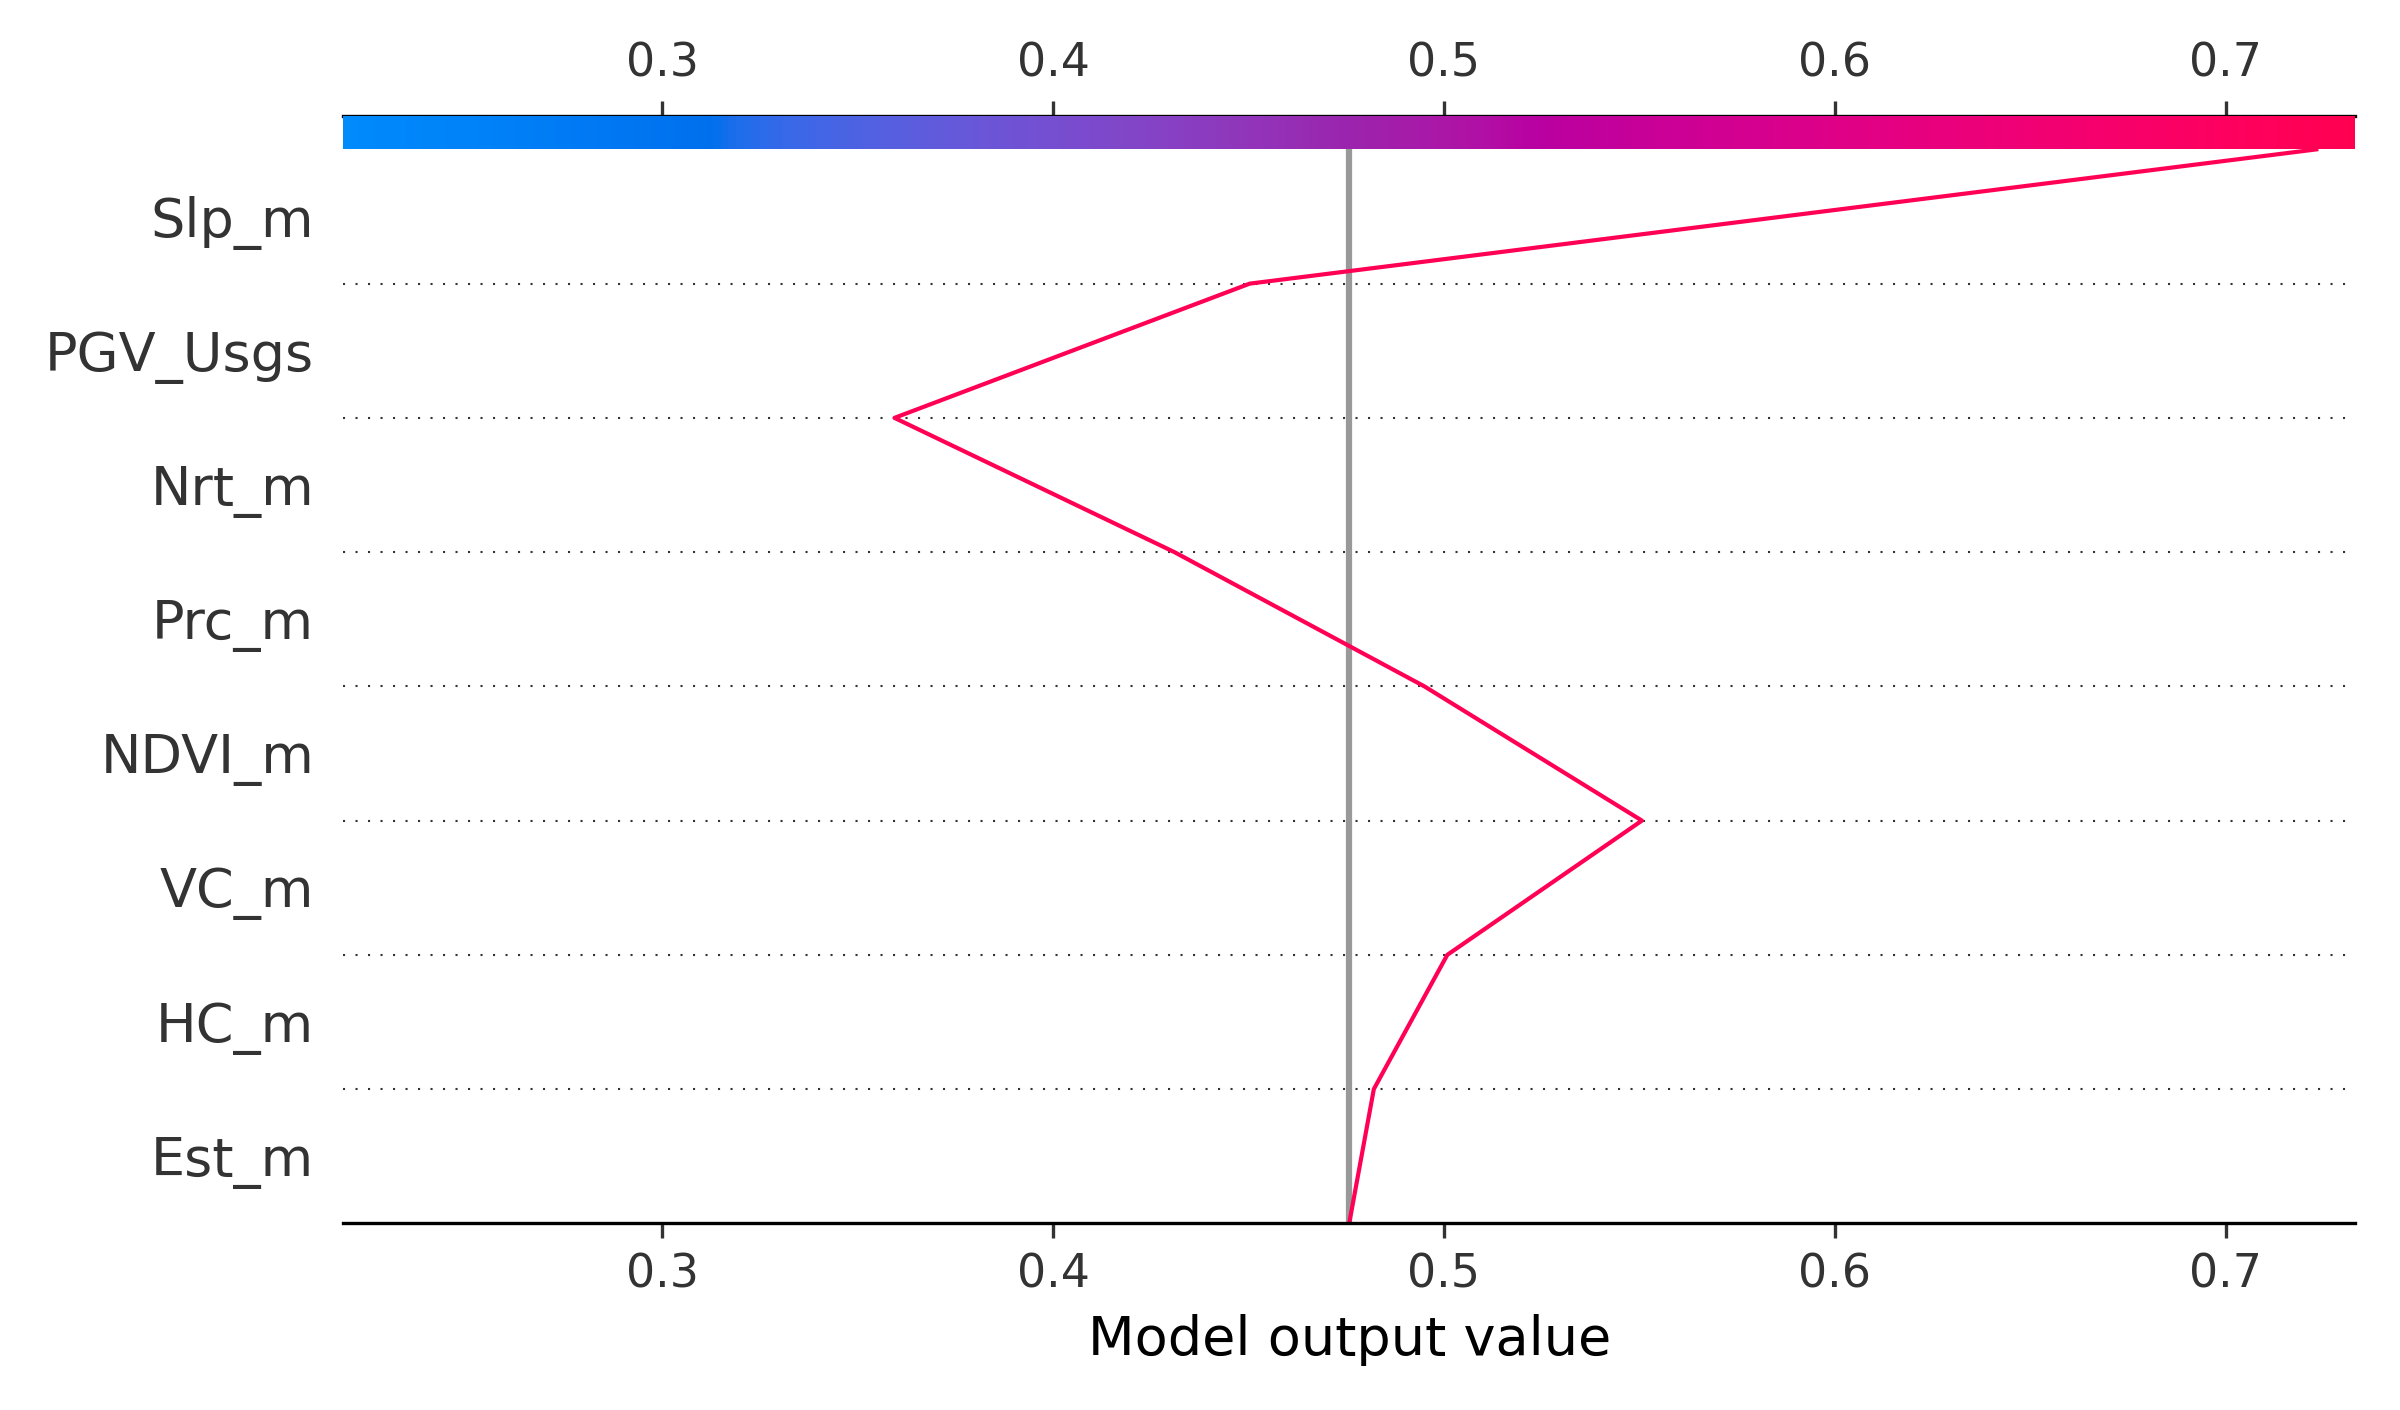 0.3 0.4 0.5 0.6 0.7
Slp_m
PGV_Usgs
Nrt_m
Prc_m
NDVI_m
VC_m
HC_m
Est_m
0.3 0.4 0.5 0.6 0.7
Model output value